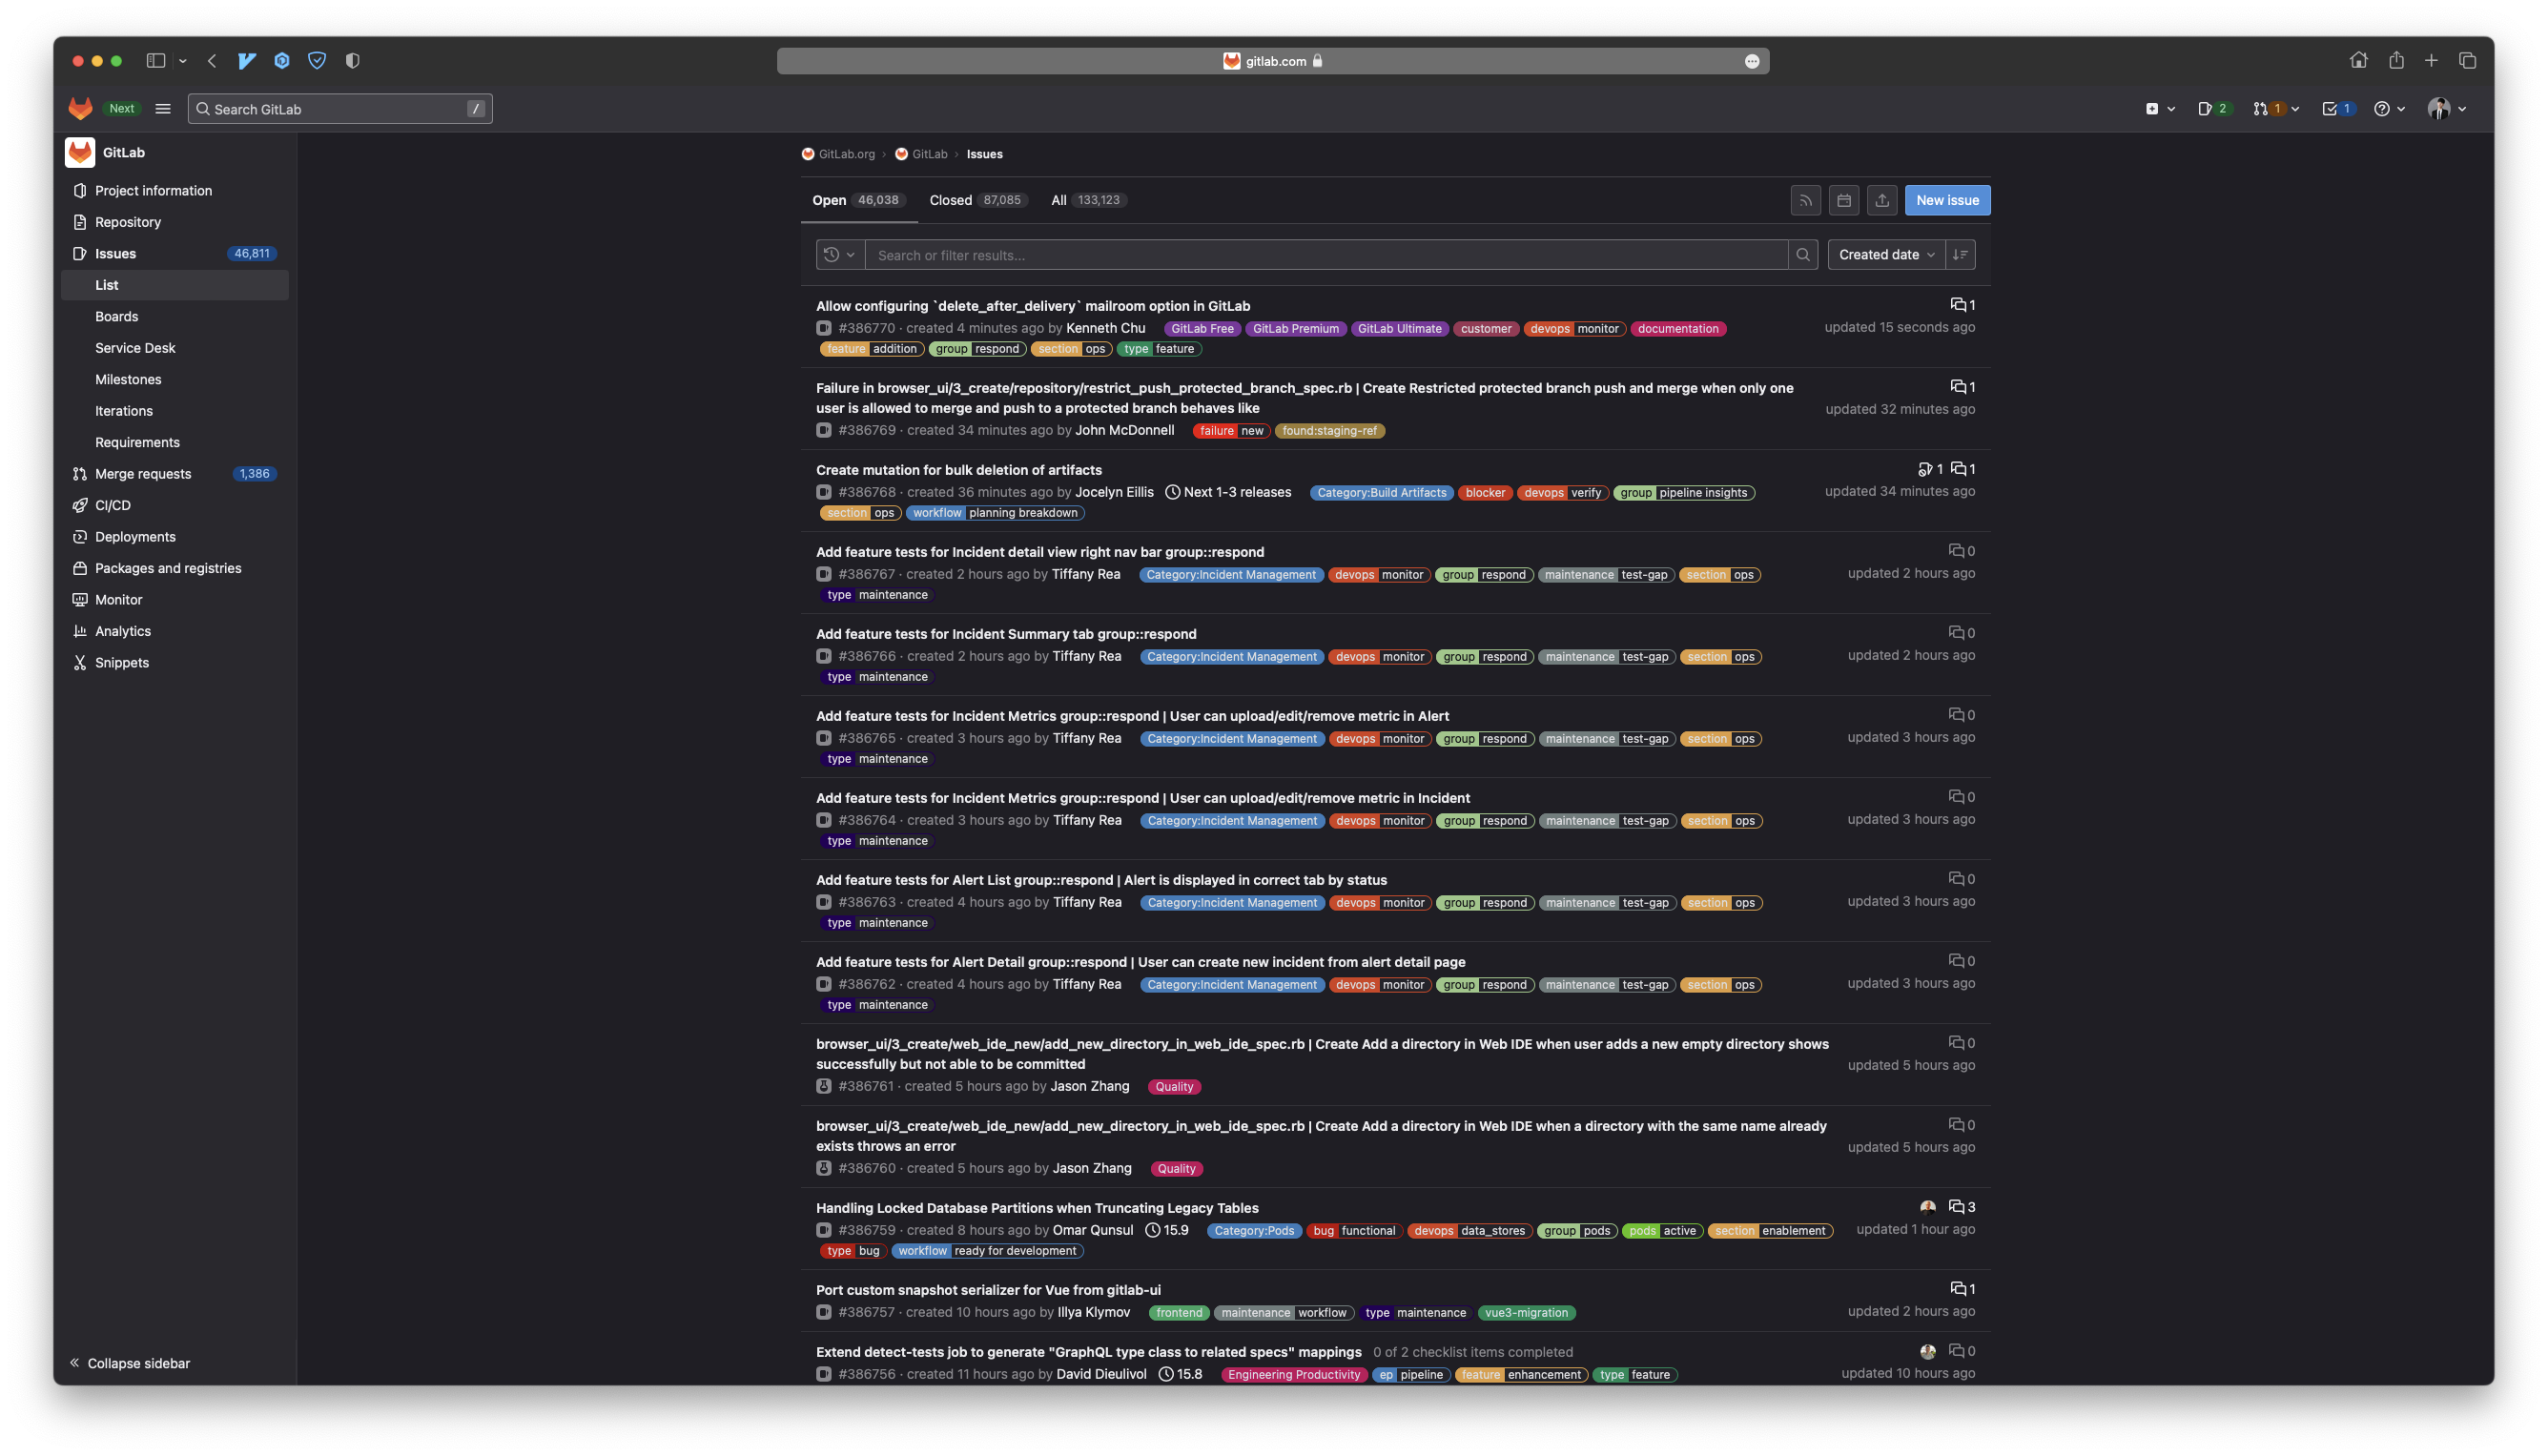 gitlab.com
Next
Search GitLab
/
2
1
1
GitLab
Project information
Repository
Issues 46,811
List
Boards
Service Desk
Milestones
Iterations
Requirements
Merge requests 1,386
CI/CD
Deployments
Packages and registries
Monitor
Analytics
Snippets
Collapse sidebar
GitLab.org › GitLab › Issues
Open 46,038 Closed 87,085 All 133,123
New issue
Search or filter results...
Created date
Allow configuring `delete_after_delivery` mailroom option in GitLab
1
#386770 · created 4 minutes ago by Kenneth Chu GitLab Free GitLab Premium GitLab Ultimate customer devops monitor documentation
updated 15 seconds ago
feature addition group respond section ops type feature
Failure in browser_ui/3_create/repository/restrict_push_protected_branch_spec.rb | Create Restricted protected branch push and merge when only one
1
user is allowed to merge and push to a protected branch behaves like
updated 32 minutes ago
#386769 · created 34 minutes ago by John McDonnell failure new found:staging-ref
Create mutation for bulk deletion of artifacts
1 1
#386768 · created 36 minutes ago by Jocelyn Eillis Next 1-3 releases Category:Build Artifacts blocker devops verify group pipeline insights
updated 34 minutes ago
section ops workflow planning breakdown
Add feature tests for Incident detail view right nav bar group::respond
0
#386767 · created 2 hours ago by Tiffany Rea Category:Incident Management devops monitor group respond maintenance test-gap section ops
updated 2 hours ago
type maintenance
Add feature tests for Incident Summary tab group::respond
0
#386766 · created 2 hours ago by Tiffany Rea Category:Incident Management devops monitor group respond maintenance test-gap section ops
updated 2 hours ago
type maintenance
Add feature tests for Incident Metrics group::respond | User can upload/edit/remove metric in Alert
0
#386765 · created 3 hours ago by Tiffany Rea Category:Incident Management devops monitor group respond maintenance test-gap section ops
updated 3 hours ago
type maintenance
Add feature tests for Incident Metrics group::respond | User can upload/edit/remove metric in Incident
0
#386764 · created 3 hours ago by Tiffany Rea Category:Incident Management devops monitor group respond maintenance test-gap section ops
updated 3 hours ago
type maintenance
Add feature tests for Alert List group::respond | Alert is displayed in correct tab by status
0
#386763 · created 4 hours ago by Tiffany Rea Category:Incident Management devops monitor group respond maintenance test-gap section ops
updated 3 hours ago
type maintenance
Add feature tests for Alert Detail group::respond | User can create new incident from alert detail page
0
#386762 · created 4 hours ago by Tiffany Rea Category:Incident Management devops monitor group respond maintenance test-gap section ops
updated 3 hours ago
type maintenance
browser_ui/3_create/web_ide_new/add_new_directory_in_web_ide_spec.rb | Create Add a directory in Web IDE when user adds a new empty directory shows
0
successfully but not able to be committed
updated 5 hours ago
#386761 · created 5 hours ago by Jason Zhang Quality
browser_ui/3_create/web_ide_new/add_new_directory_in_web_ide_spec.rb | Create Add a directory in Web IDE when a directory with the same name already
0
exists throws an error
updated 5 hours ago
#386760 · created 5 hours ago by Jason Zhang Quality
Handling Locked Database Partitions when Truncating Legacy Tables
3
#386759 · created 8 hours ago by Omar Qunsul 15.9 Category:Pods bug functional devops data_stores group pods pods active section enablement
updated 1 hour ago
type bug workflow ready for development
Port custom snapshot serializer for Vue from gitlab-ui
1
#386757 · created 10 hours ago by Illya Klymov frontend maintenance workflow type maintenance vue3-migration
updated 2 hours ago
Extend detect-tests job to generate "GraphQL type class to related specs" mappings 0 of 2 checklist items completed
0
#386756 · created 11 hours ago by David Dieulivol 15.8 Engineering Productivity ep pipeline feature enhancement type feature
updated 10 hours ago